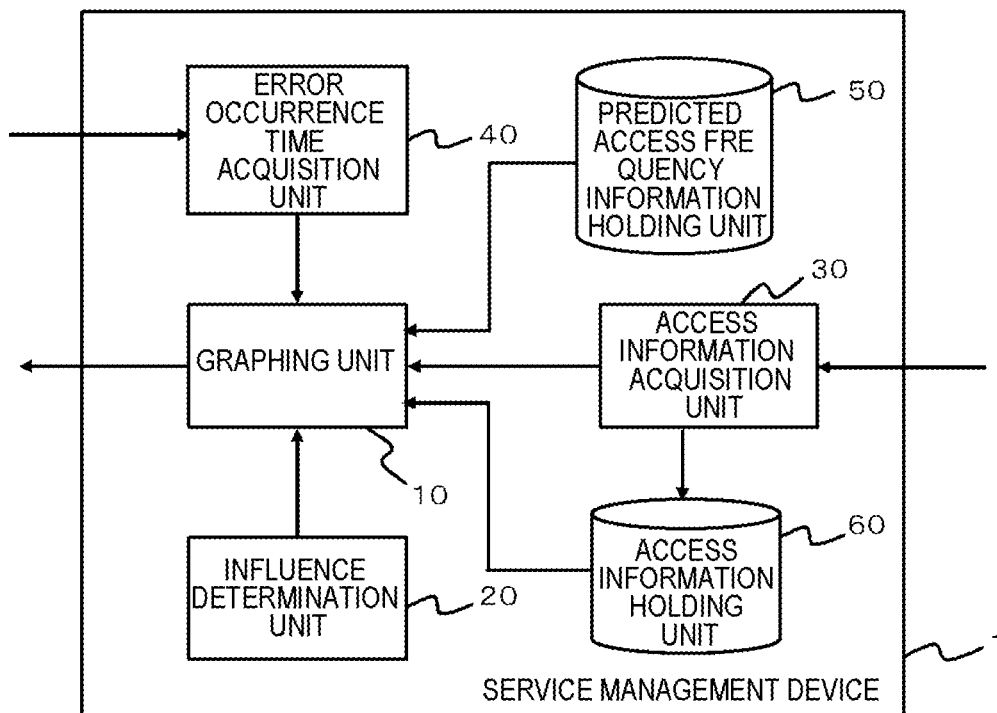 ERROR
OCCURRENCE
TIME
ACQUISITION
UNIT
40
PREDICTED
ACCESS FRE
QUENCY
INFORMATION
HOLDING UNIT
50
GRAPHING UNIT
10
ACCESS
INFORMATION
ACQUISITION
UNIT
30
INFLUENCE
DETERMINATION
UNIT
20
ACCESS
INFORMATION
HOLDING
UNIT
60
SERVICE MANAGEMENT DEVICE